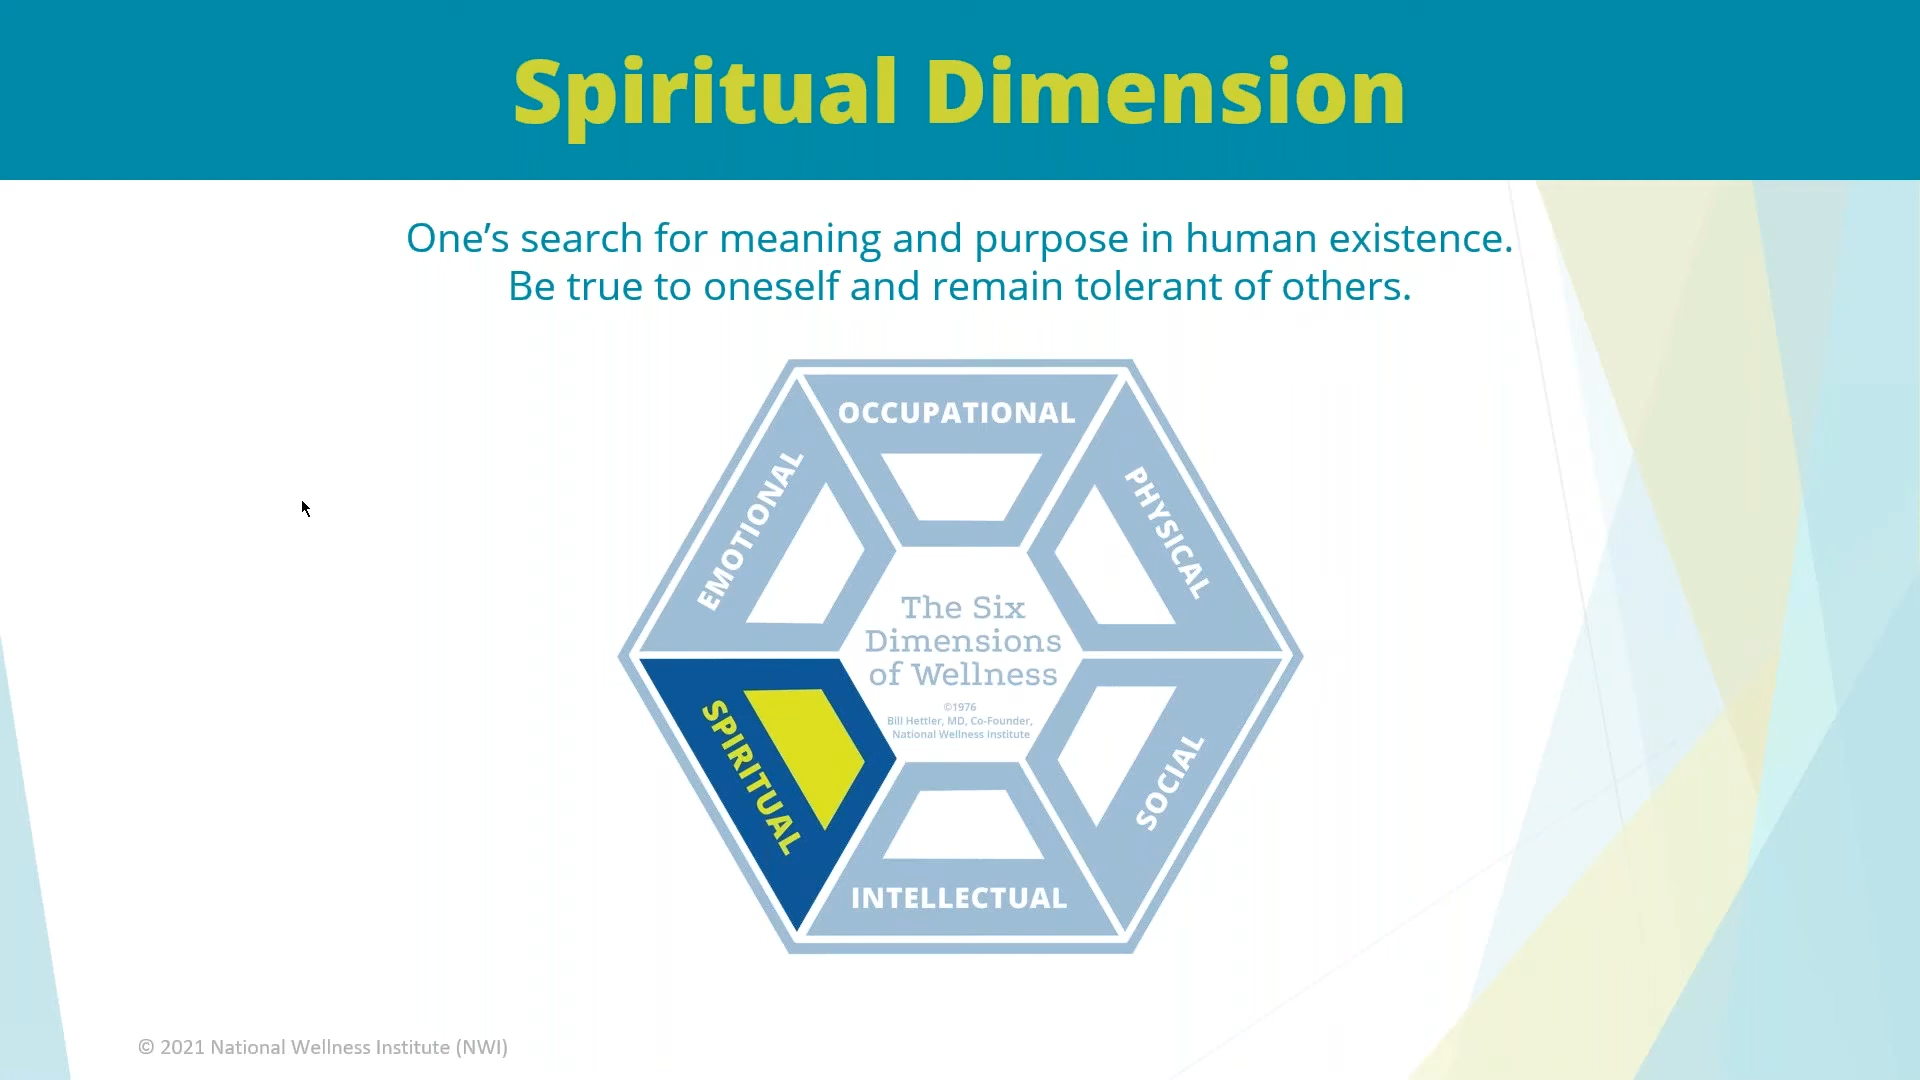 Spiritual Dimension
One’s search for meaning and purpose in human existence.
Be true to oneself and remain tolerant of others.
OCCUPATIONAL
EMOTIONAL
PHYSICAL
The Six
Dimensions
of Wellness
©1976
Bill Hettler, MD, Co-Founder,
National Wellness Institute
SPIRITUAL
SOCIAL
INTELLECTUAL
© 2021 National Wellness Institute (NWI)